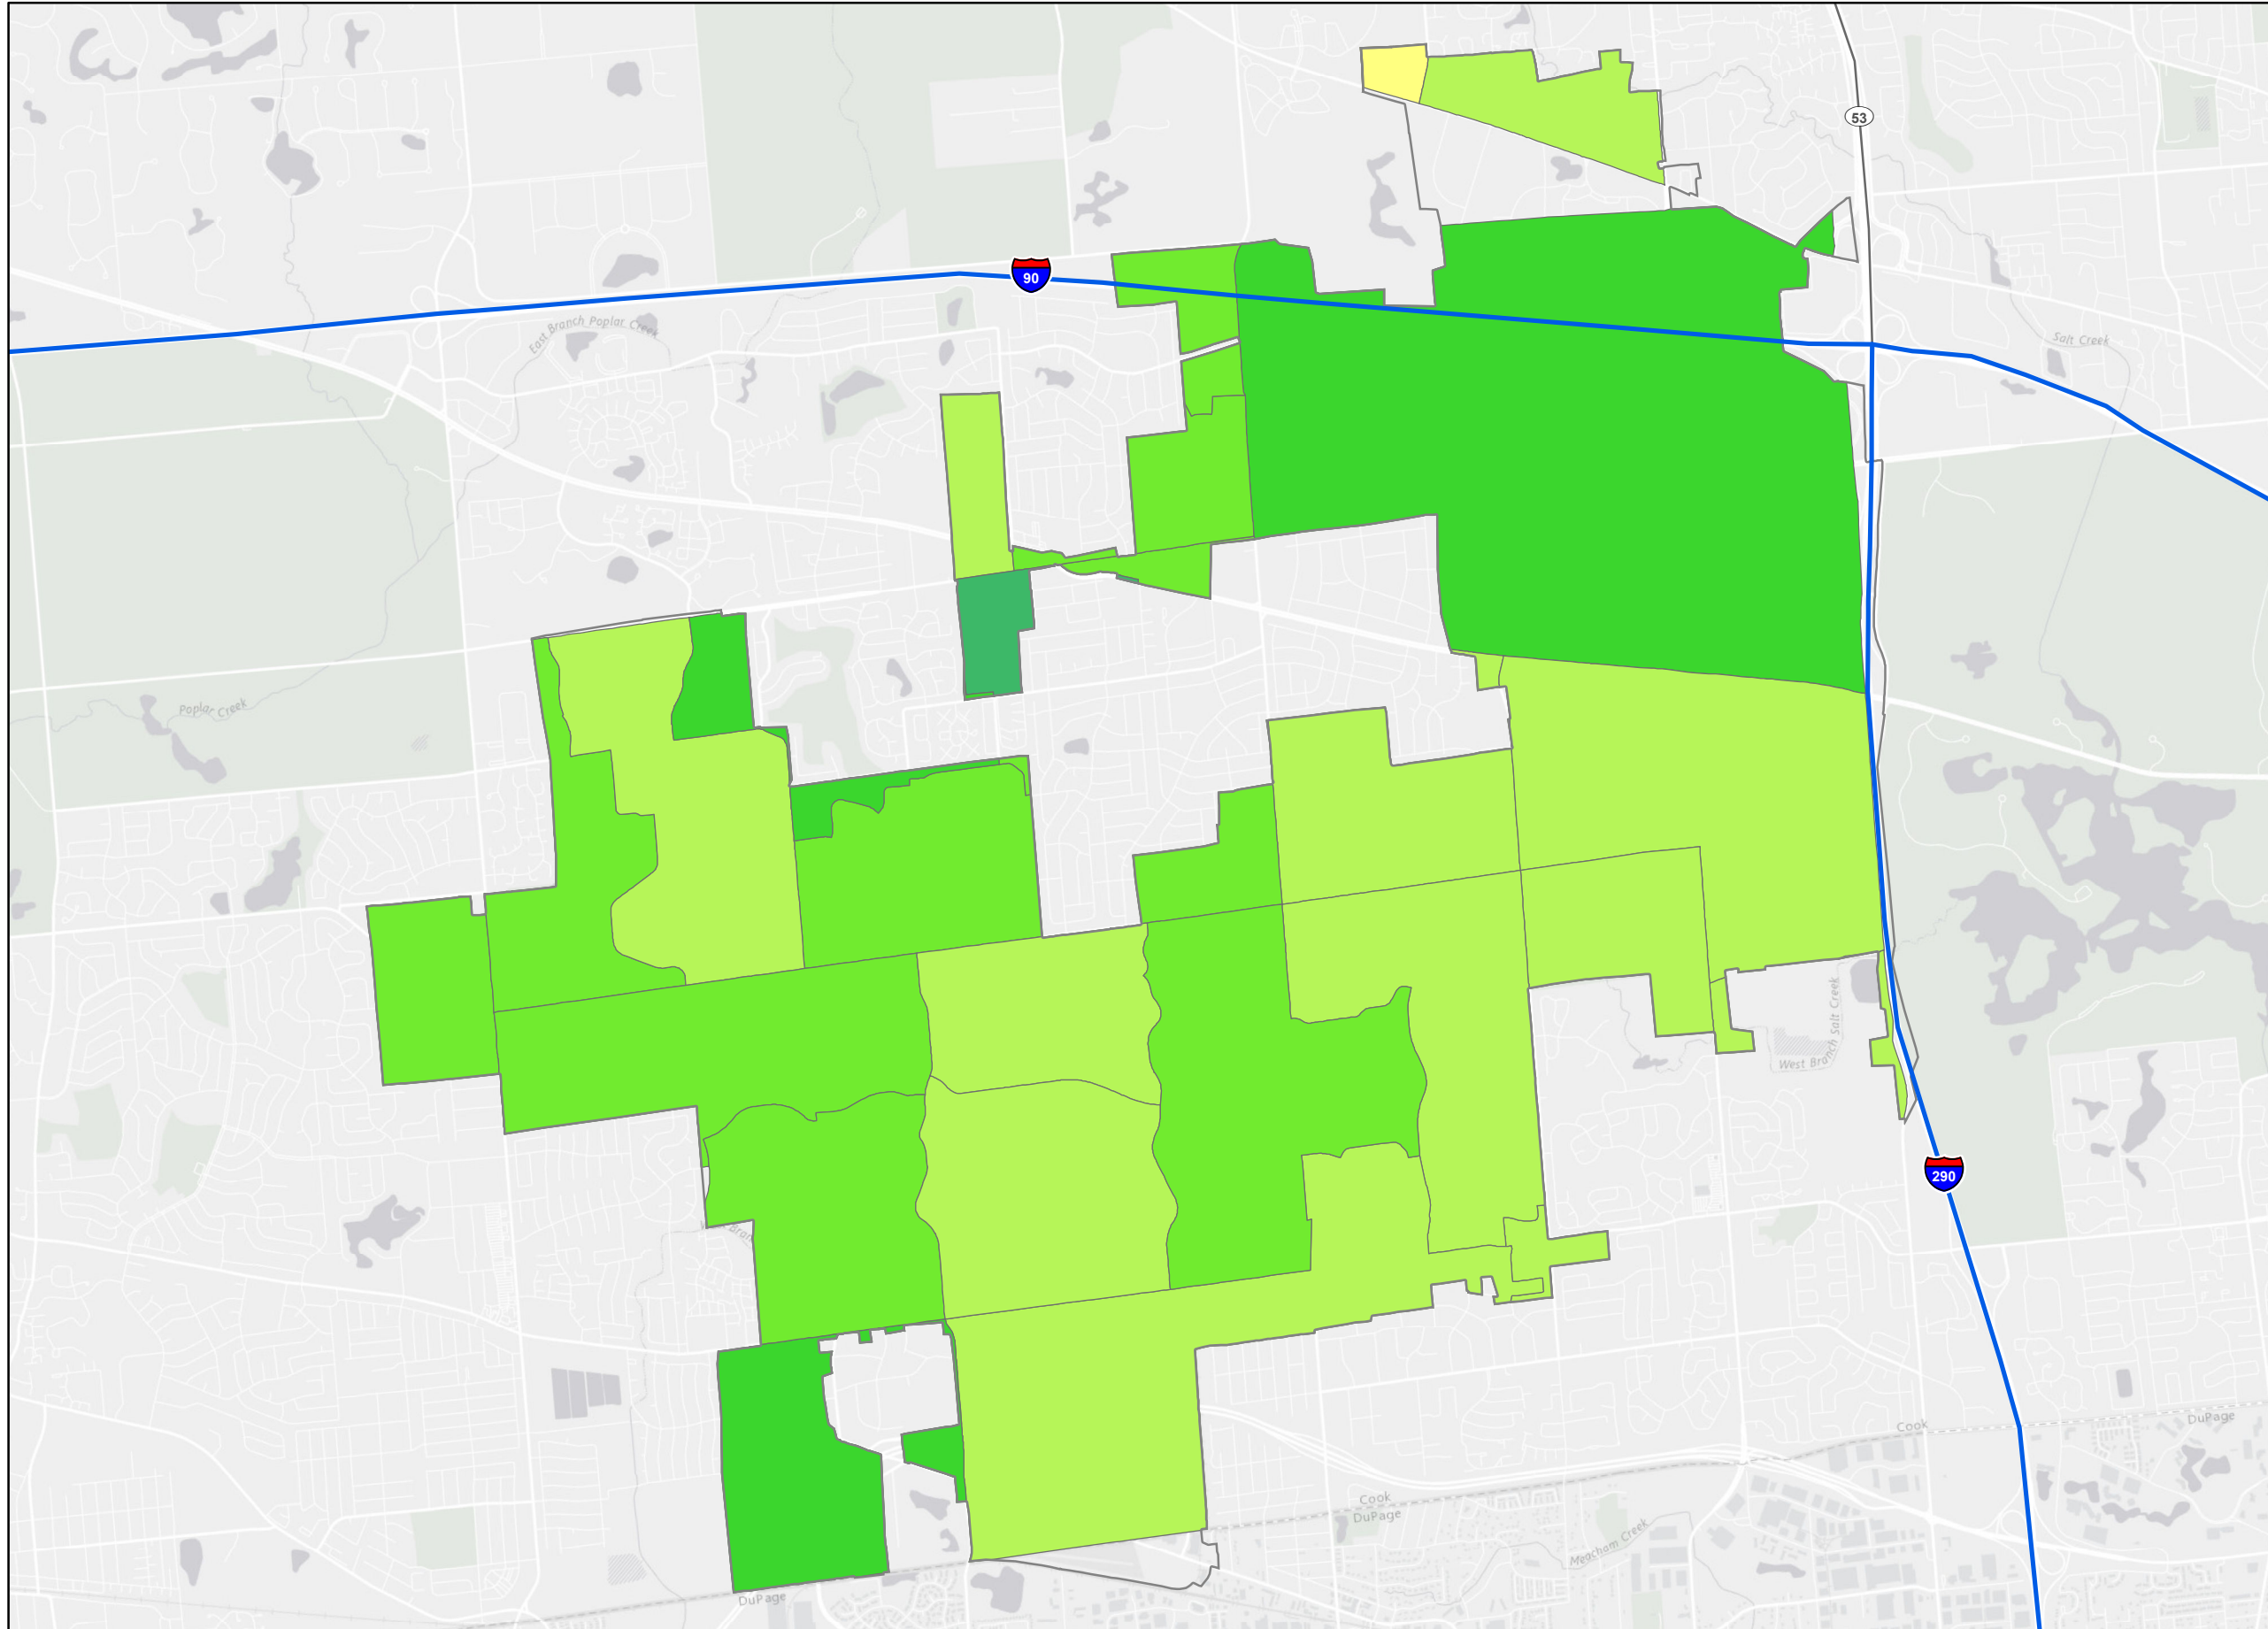 53
90
East Branch Poplar Creek
Salt Creek
Poplar Creek
West Branch Salt Creek
290
Cook
DuPage
Cook
DuPage
Meacham Creek
DuPage